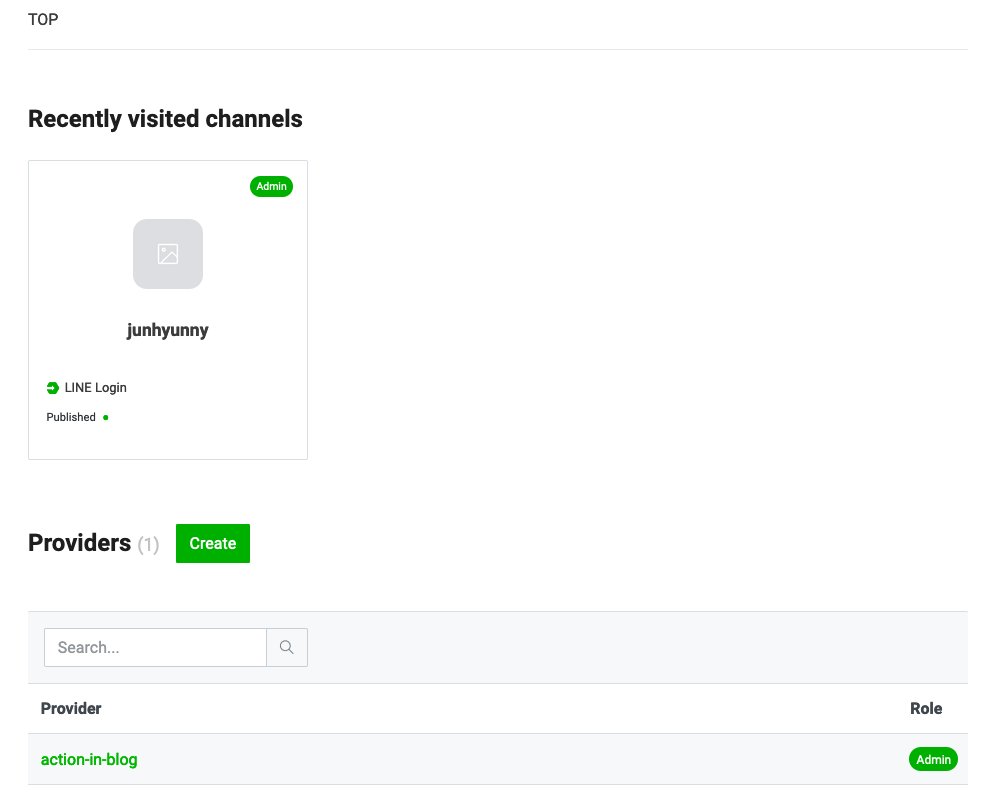 TOP
Recently visited channels
Admin
junhyunny
LINE Login
Published
Providers (1) Create
Search...
Provider Role
action-in-blog Admin